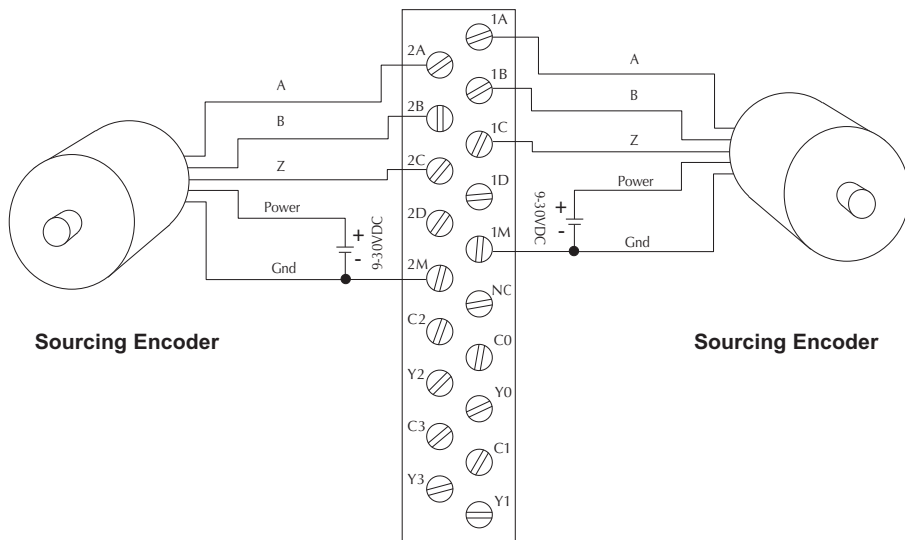 1A
2A
A
A
1B
B
2B
B
1C
Z
Z
2C
1D
Power
9-30VDC
+
-
Power
2D
+
-
9-30VDC
1M
Gnd
Gnd
2M
NC
C2
C0
Sourcing Encoder
Sourcing Encoder
Y2
Y0
C3
C1
Y3
Y1